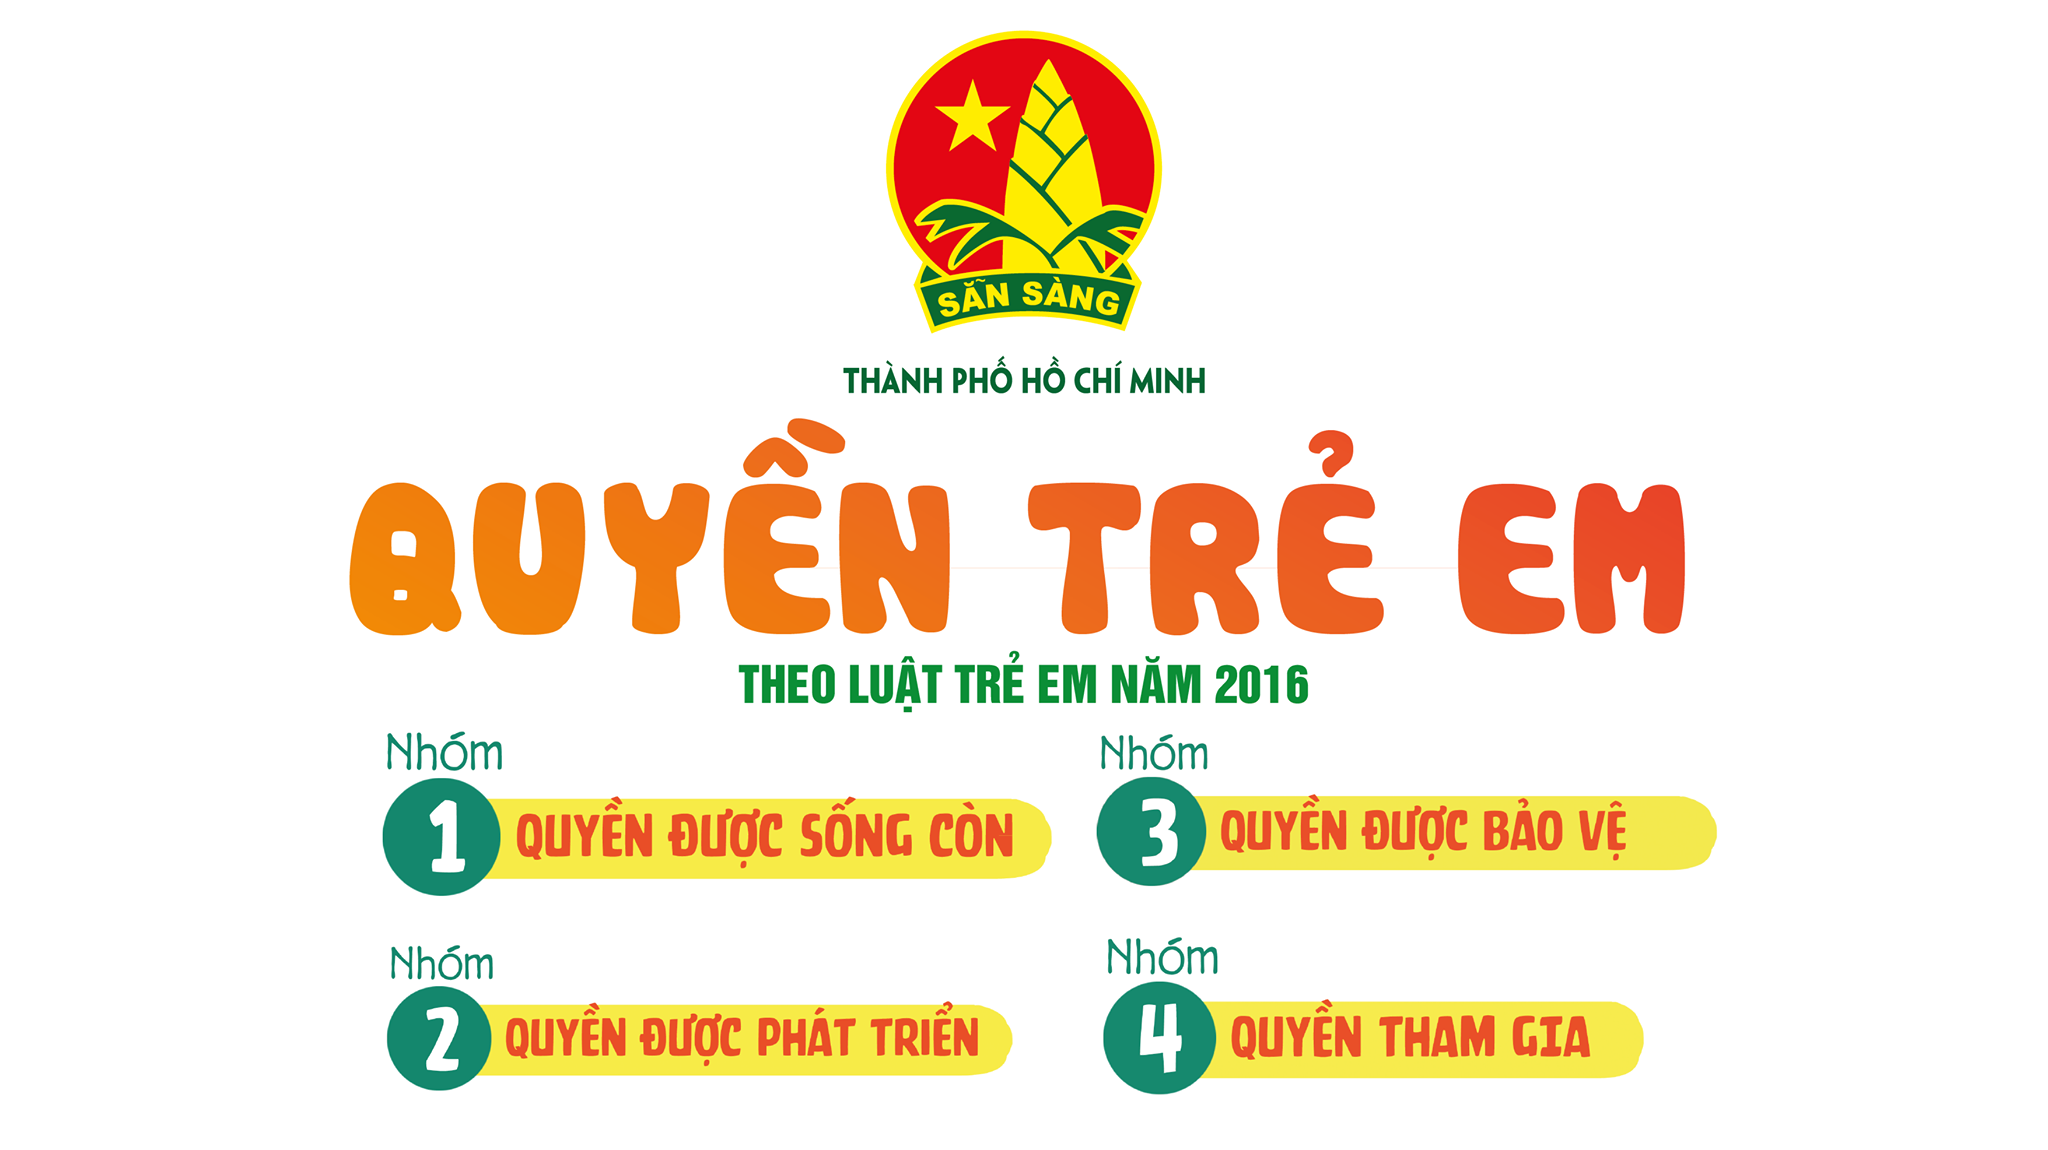 SẴN SÀNG
THÀNH PHỐ HỒ CHÍ MINH
QUYỀN TRẺ EM
THEO LUẬT TRẺ EM NĂM 2016
Nhóm
1 QUYỀN ĐƯỢC SỐNG CÒN
Nhóm
2 QUYỀN ĐƯỢC PHÁT TRIỂN
Nhóm
3 QUYỀN ĐƯỢC BẢO VỆ
Nhóm
4 QUYỀN THAM GIA